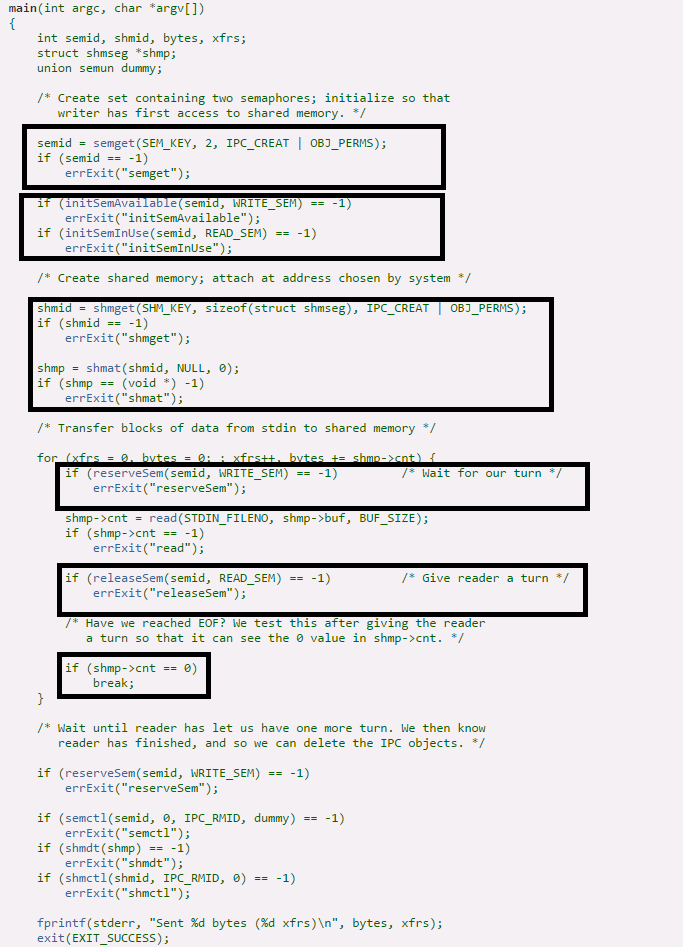 main(int argc, char *argv[])
{
    int semid, shmid, bytes, xfrs;
    struct shmseg *shmp;
    union semun dummy;

    /* Create set containing two semaphores; initialize so that
       writer has first access to shared memory. */

    semid = semget(SEM_KEY, 2, IPC_CREAT | OBJ_PERMS);
    if (semid == -1)
        errExit("semget");

    if (initSemAvailable(semid, WRITE_SEM) == -1)
        errExit("initSemAvailable");
    if (initSemInUse(semid, READ_SEM) == -1)
        errExit("initSemInUse");

    /* Create shared memory; attach at address chosen by system */

    shmid = shmget(SHM_KEY, sizeof(struct shmseg), IPC_CREAT | OBJ_PERMS);
    if (shmid == -1)
        errExit("shmget");

    shmp = shmat(shmid, NULL, 0);
    if (shmp == (void *) -1)
        errExit("shmat");

    /* Transfer blocks of data from stdin to shared memory */

    for (xfrs = 0, bytes = 0; ; xfrs++, bytes += shmp->cnt) {
        if (reserveSem(semid, WRITE_SEM) == -1)         /* Wait for our turn */
            errExit("reserveSem");

        shmp->cnt = read(STDIN_FILENO, shmp->buf, BUF_SIZE);
        if (shmp->cnt == -1)
            errExit("read");

        if (releaseSem(semid, READ_SEM) == -1)          /* Give reader a turn */
            errExit("releaseSem");

        /* Have we reached EOF? We test this after giving the reader
           a turn so that it can see the 0 value in shmp->cnt. */

        if (shmp->cnt == 0)
            break;
    }

    /* Wait until reader has let us have one more turn. We then know
       reader has finished, and so we can delete the IPC objects. */

    if (reserveSem(semid, WRITE_SEM) == -1)
        errExit("reserveSem");

    if (semctl(semid, 0, IPC_RMID, dummy) == -1)
        errExit("semctl");
    if (shmdt(shmp) == -1)
        errExit("shmdt");
    if (shmctl(shmid, IPC_RMID, 0) == -1)
        errExit("shmctl");

    fprintf(stderr, "Sent %d bytes (%d xfrs)\n", bytes, xfrs);
    exit(EXIT_SUCCESS);